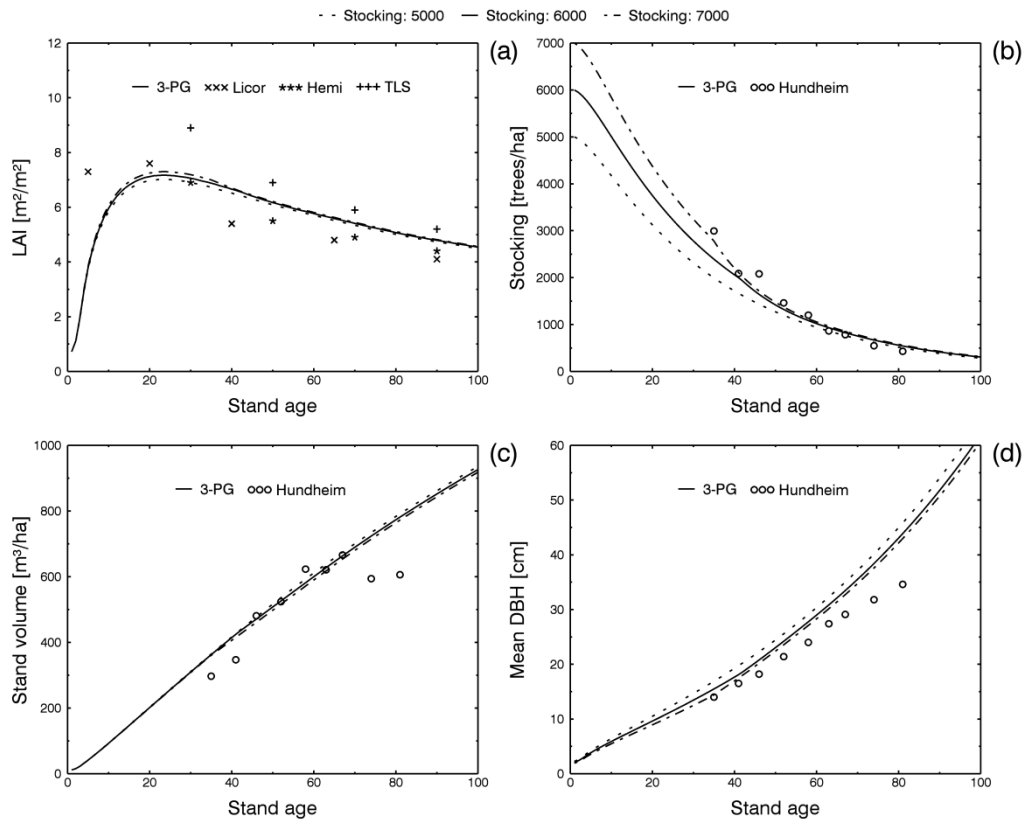 Stocking: 5000 Stocking: 6000 Stocking: 7000
(a)
12
10
8
6
4
2
0
LAI [m²/m²]
3-PG Licor Hemi TLS
0 20 40 60 80 100
Stand age
(b)
7000
6000
5000
4000
3000
2000
1000
0
Stocking [trees/ha]
3-PG Hundheim
0 20 40 60 80 100
Stand age
(c)
1000
800
600
400
200
0
Stand volume [m³/ha]
3-PG Hundheim
0 20 40 60 80 100
Stand age
(d)
60
50
40
30
20
10
0
Mean DBH [cm]
3-PG Hundheim
0 20 40 60 80 100
Stand age